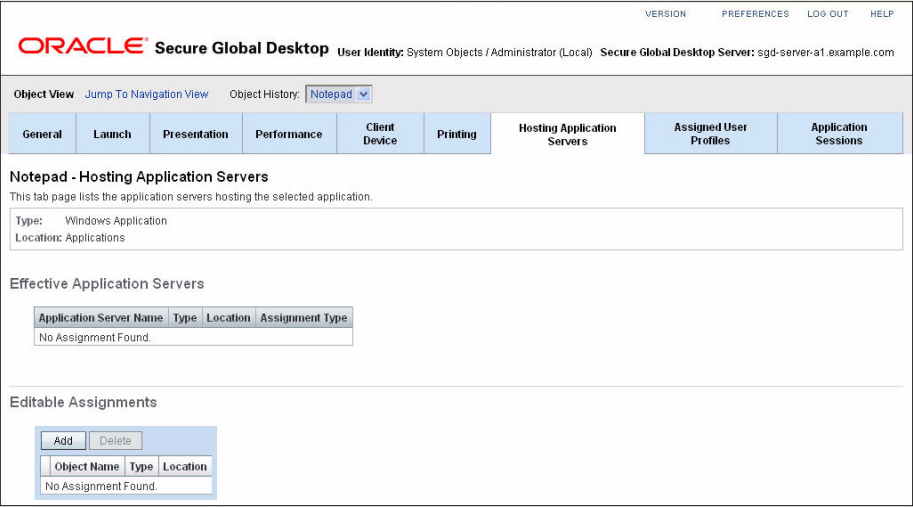 VERSION PREFERENCES LOG OUT HELP
ORACLE® Secure Global Desktop User Identity: System Objects / Administrator (Local) Secure Global Desktop Server: sgd-server-a1.example.com
Object View Jump To Navigation View Object History: Notepad
General Launch Presentation Performance Client Device Printing Hosting Application Servers Assigned User Profiles Application Sessions
Notepad - Hosting Application Servers
This tab page lists the application servers hosting the selected application.
Type: Windows Application
Location: Applications
Effective Application Servers
Application Server Name Type Location Assignment Type
No Assignment Found.
Editable Assignments
Add Delete
Object Name Type Location
No Assignment Found.